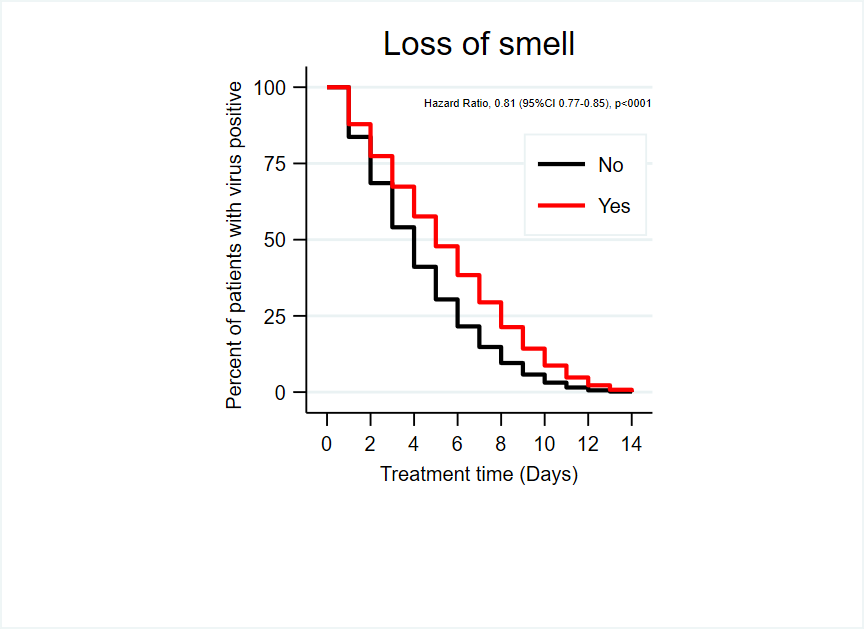 Loss of smell
Percent of patients with virus positive
100
75
50
25
0
Hazard Ratio, 0.81 (95%CI 0.77-0.85), p<0001
No
Yes
0 2 4 6 8 10 12 14
Treatment time (Days)